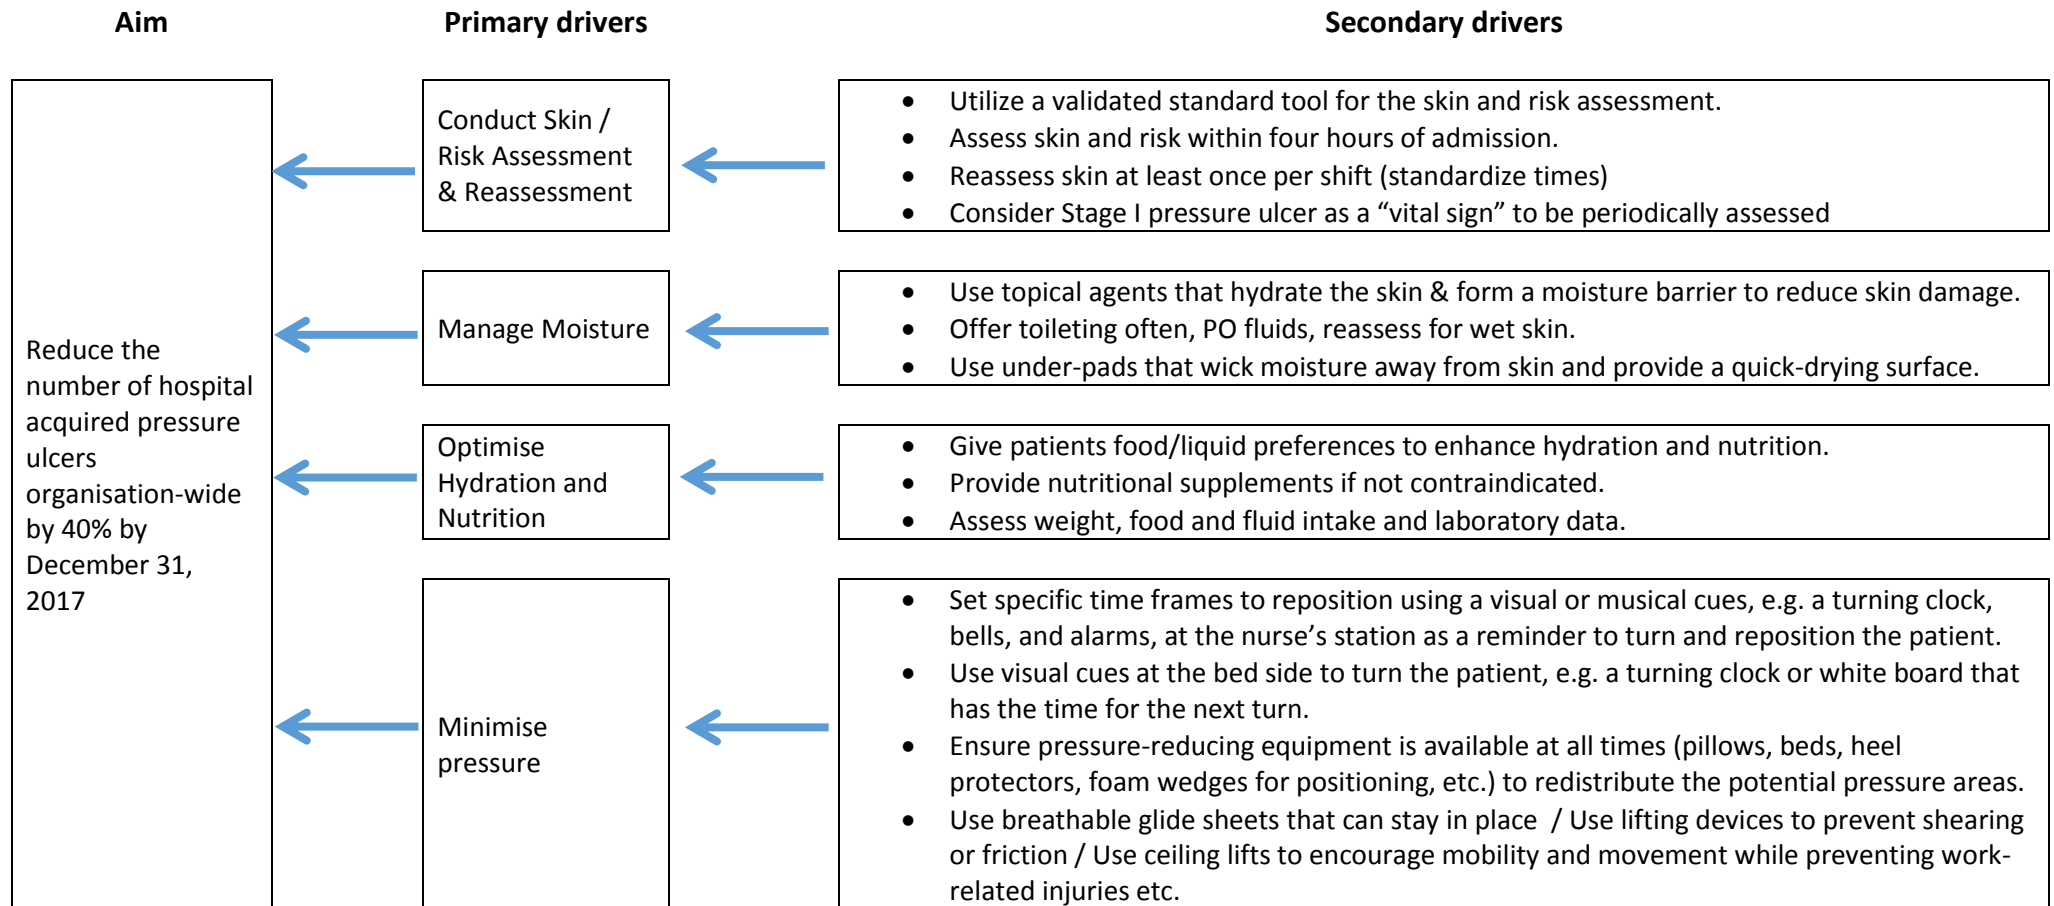 Aim
Primary drivers
Secondary drivers
Reduce the
number of hospital
acquired pressure
ulcers
organisation-wide
by 40% by
December 31,
2017
Conduct Skin /
Risk Assessment
& Reassessment
• Utilize a validated standard tool for the skin and risk assessment.
• Assess skin and risk within four hours of admission.
• Reassess skin at least once per shift (standardize times)
• Consider Stage I pressure ulcer as a “vital sign” to be periodically assessed
Manage Moisture
• Use topical agents that hydrate the skin & form a moisture barrier to reduce skin damage.
• Offer toileting often, PO fluids, reassess for wet skin.
• Use under-pads that wick moisture away from skin and provide a quick-drying surface.
Optimise
Hydration and
Nutrition
• Give patients food/liquid preferences to enhance hydration and nutrition.
• Provide nutritional supplements if not contraindicated.
• Assess weight, food and fluid intake and laboratory data.
Minimise
pressure
• Set specific time frames to reposition using a visual or musical cues, e.g. a turning clock,
bells, and alarms, at the nurse’s station as a reminder to turn and reposition the patient.
• Use visual cues at the bed side to turn the patient, e.g. a turning clock or white board that
has the time for the next turn.
• Ensure pressure-reducing equipment is available at all times (pillows, beds, heel
protectors, foam wedges for positioning, etc.) to redistribute the potential pressure areas.
• Use breathable glide sheets that can stay in place / Use lifting devices to prevent shearing
or friction / Use ceiling lifts to encourage mobility and movement while preventing work-
related injuries etc.